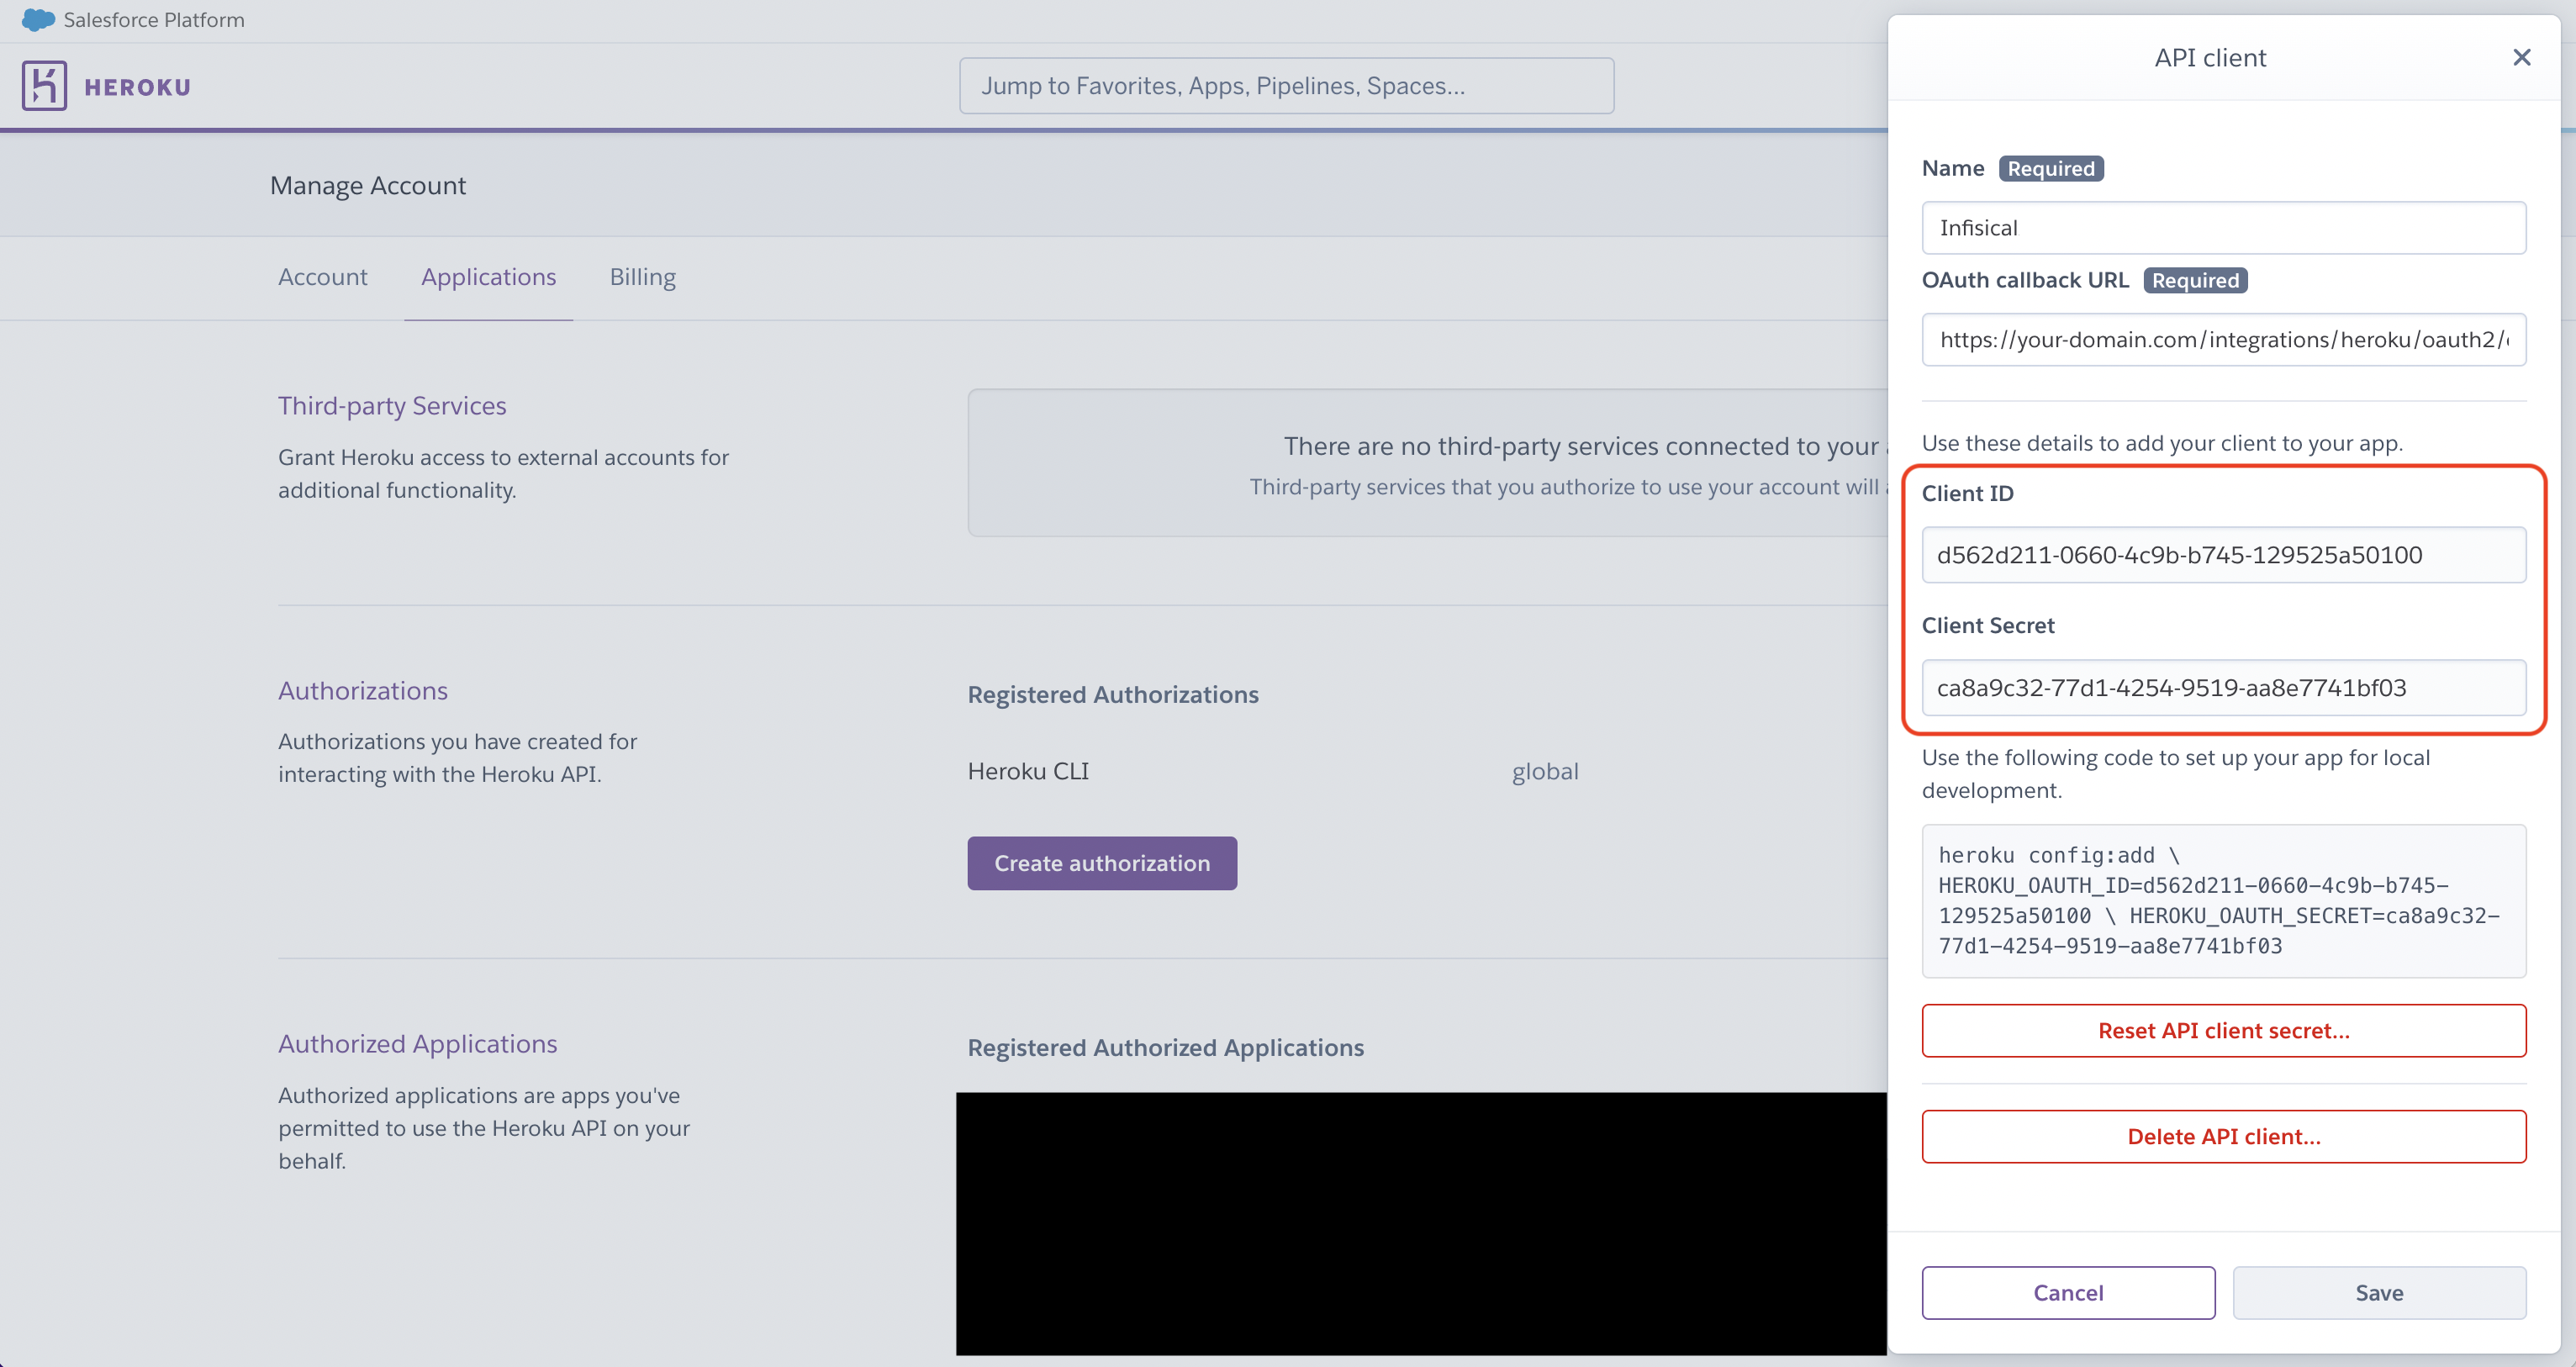 Salesforce Platform
HEROKU
Jump to Favorites, Apps, Pipelines, Spaces...
Manage Account
Account
Applications
Billing
Third-party Services
Grant Heroku access to external accounts for
additional functionality.
There are no third-party services connected to your
Third-party services that you authorize to use your account will
Authorizations
Authorizations you have created for
interacting with the Heroku API.
Registered Authorizations
Heroku CLI
global
Create authorization
Authorized Applications
Authorized applications are apps you've
permitted to use the Heroku API on your
behalf.
Registered Authorized Applications
API client
Name Required
Infisical
OAuth callback URL Required
https://your-domain.com/integrations/heroku/oauth2/
Use these details to add your client to your app.
Client ID
d562d211-0660-4c9b-b745-129525a50100
Client Secret
ca8a9c32-77d1-4254-9519-aa8e7741bf03
Use the following code to set up your app for local
development.
heroku config:add \
HEROKU_OAUTH_ID=d562d211-0660-4c9b-b745-
129525a50100 \ HEROKU_OAUTH_SECRET=ca8a9c32-
77d1-4254-9519-aa8e7741bf03
Reset API client secret...
Delete API client...
Cancel
Save